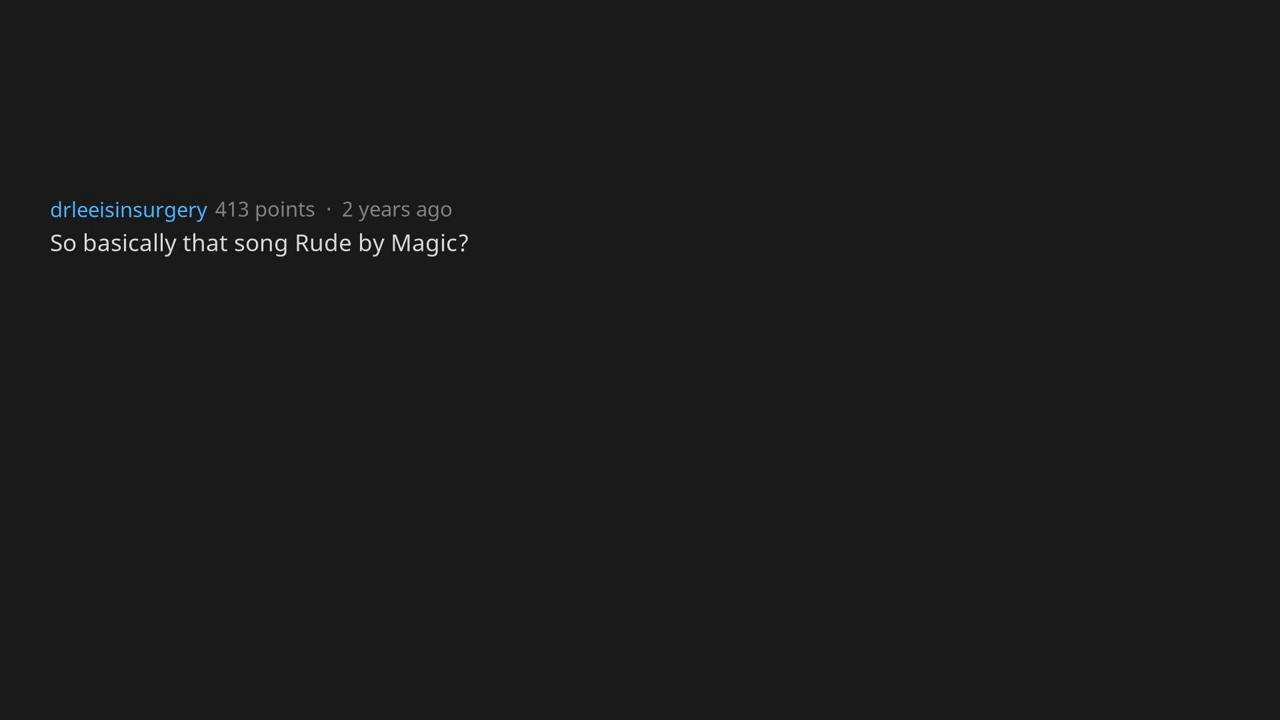 drleeisinsurgery 413 points · 2 years ago
So basically that song Rude by Magic?